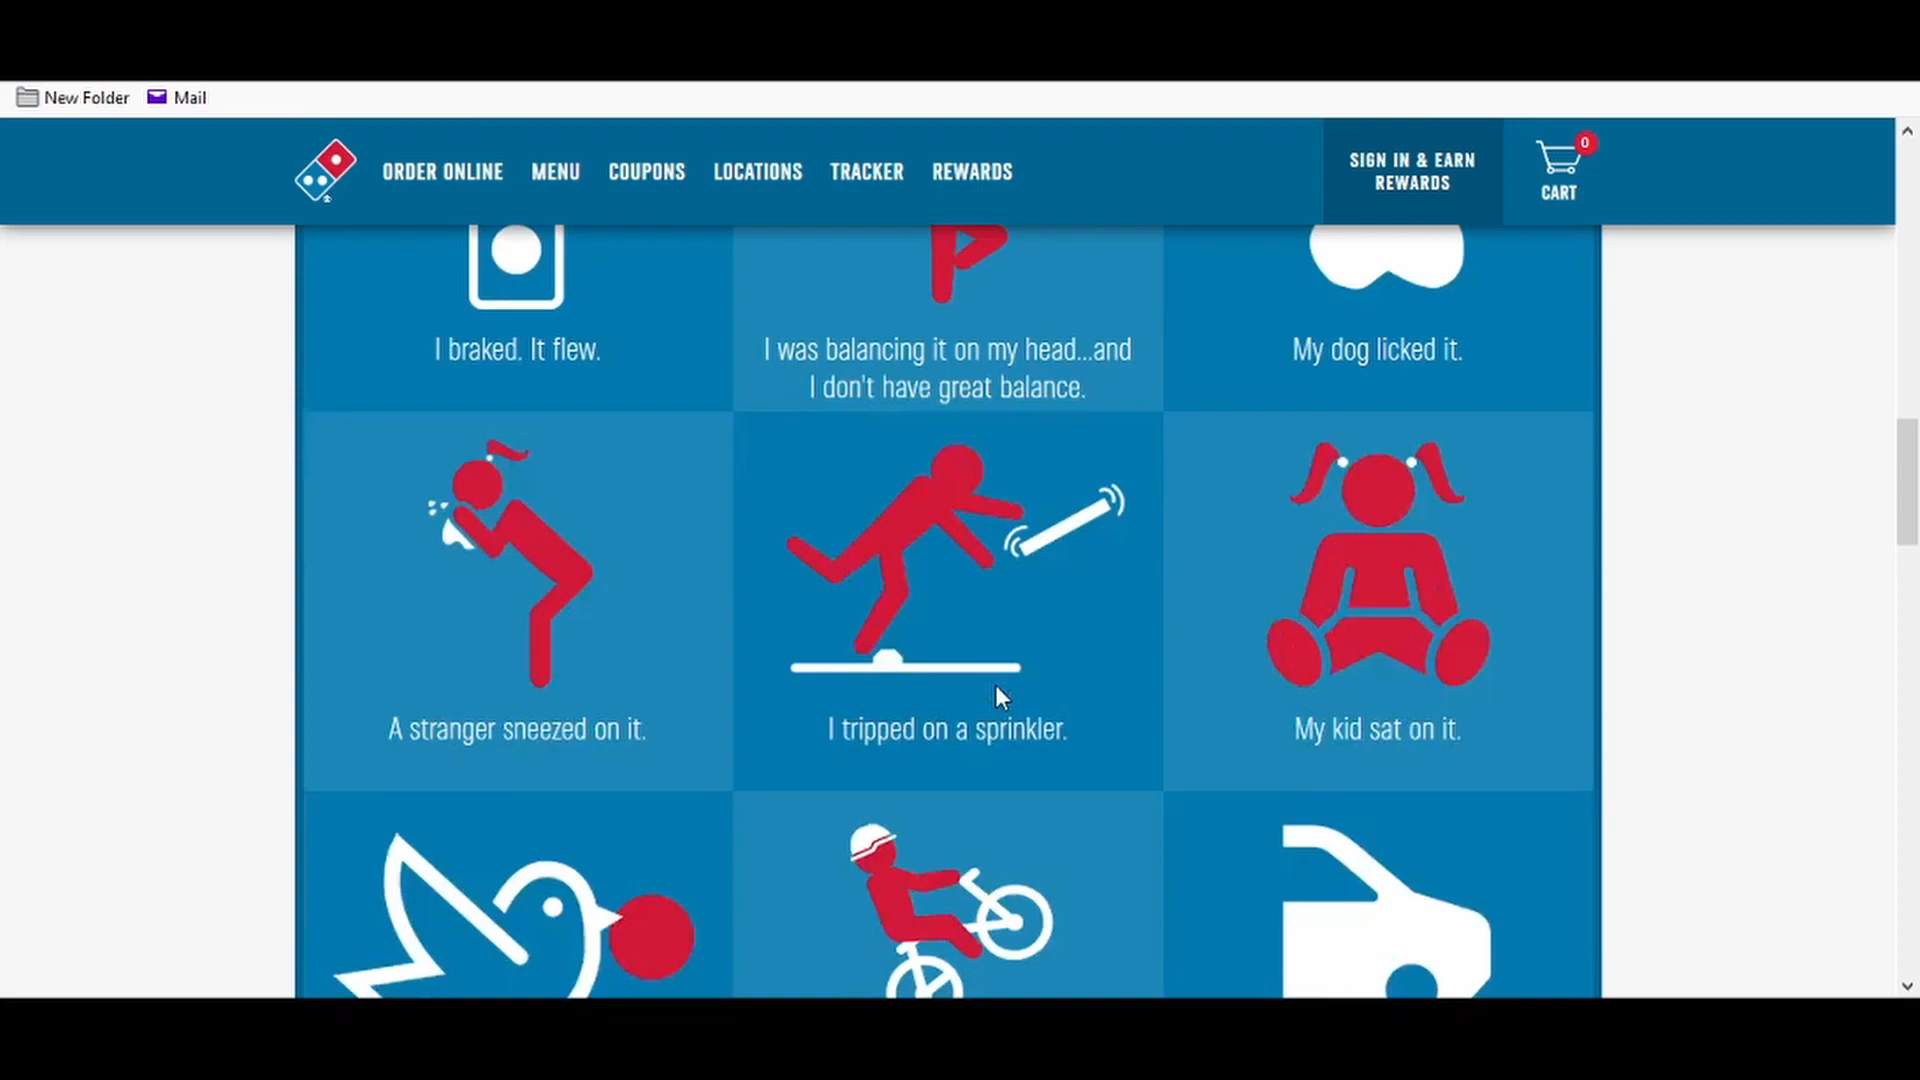 New Folder Mail
ORDER ONLINE MENU COUPONS LOCATIONS TRACKER REWARDS
SIGN IN & EARN
REWARDS
0
CART
I braked. It flew.
I was balancing it on my head...and
I don't have great balance.
My dog licked it.
A stranger sneezed on it.
I tripped on a sprinkler.
My kid sat on it.